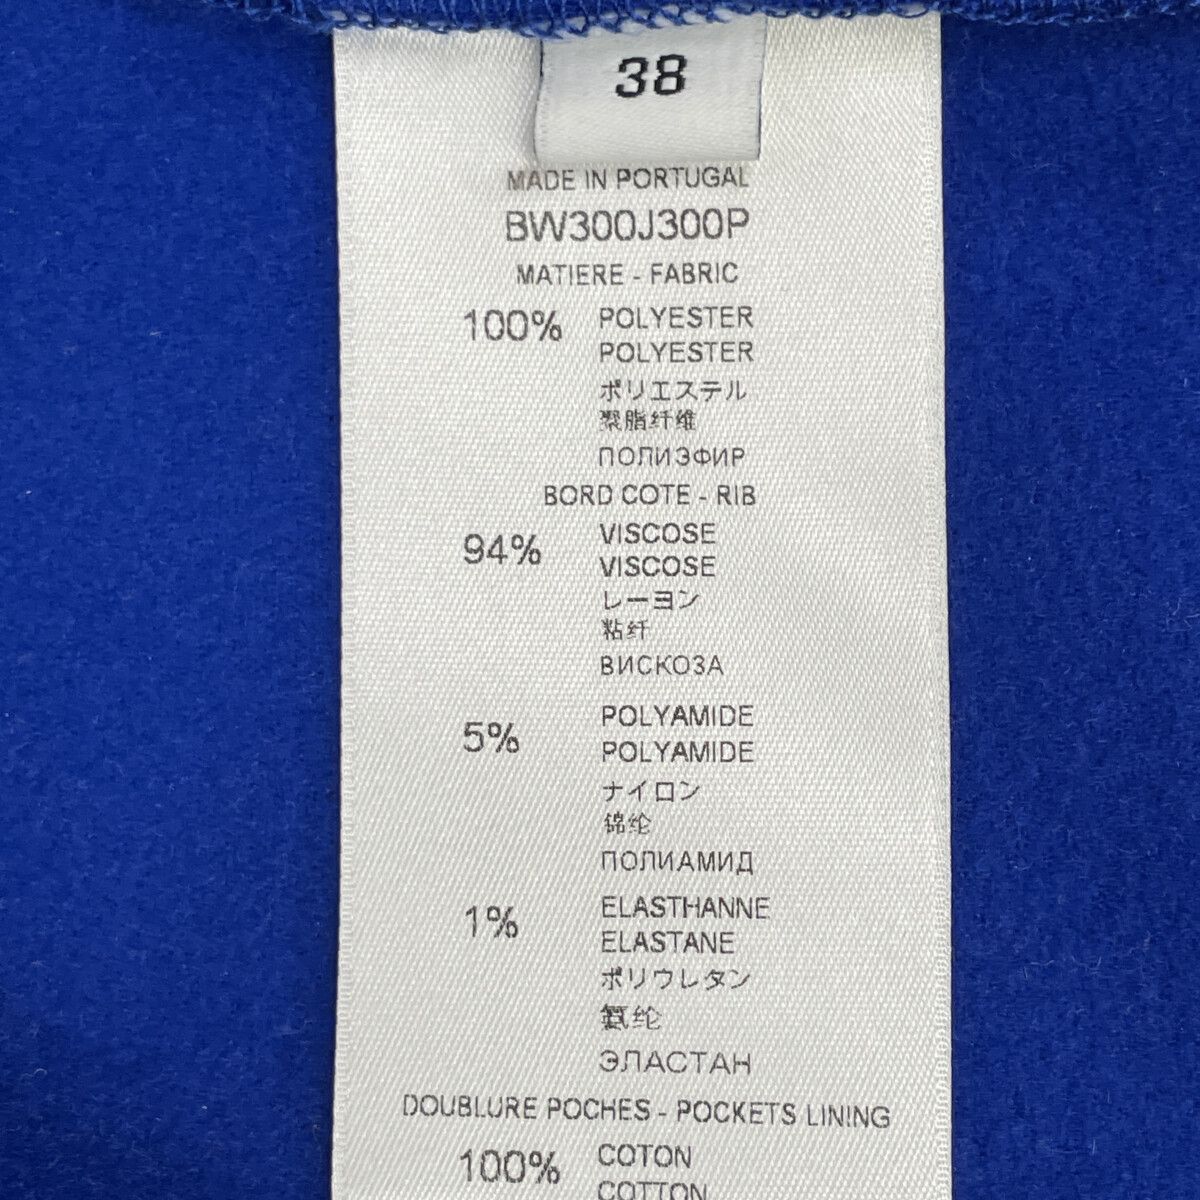 38
MADE IN PORTUGAL
BW300J300P
MATIERE - FABRIC
100% POLYESTER
POLYESTER
ポリエステル
聚脂纤维
ПОЛИЭФИР
BORD COTE - RIB
94% VISCOSE
VISCOSE
レーヨン
粘纤
ВИСКОЗА
5% POLYAMIDE
POLYAMIDE
ナイロン
锦纶
ПОЛИАМИД
1% ELASTHANNE
ELASTANE
ポリウレタン
氨纶
ЭЛАСТАН
DOUBLURE POCHES - POCKETS LINING
100% COTON
COTTON